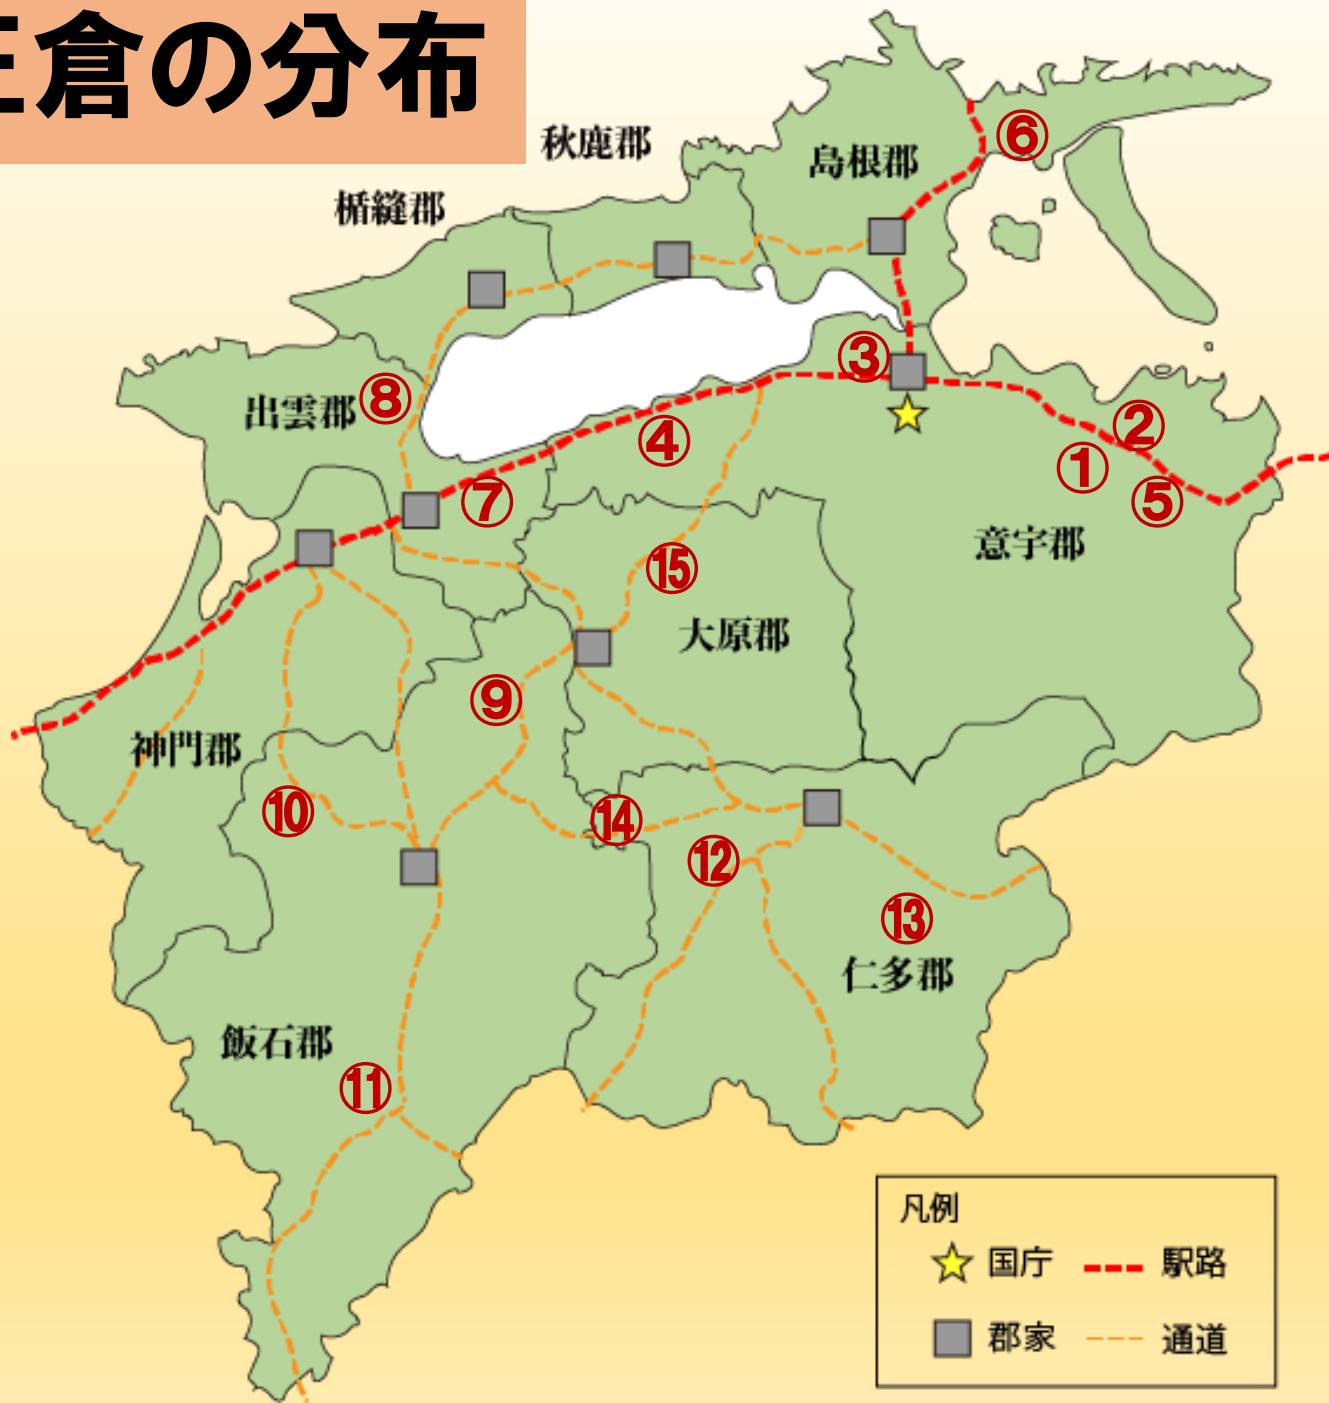 正倉の分布
秋鹿郡
島根郡
⑥
楯縫郡
③
出雲郡
⑧
④
②
①
⑦
⑤
意宇郡
⑮
大原郡
⑨
神門郡
⑩
⑭
⑫
⑬
仁多郡
飯石郡
⑪
凡例
国庁 駅路
郡家 通道